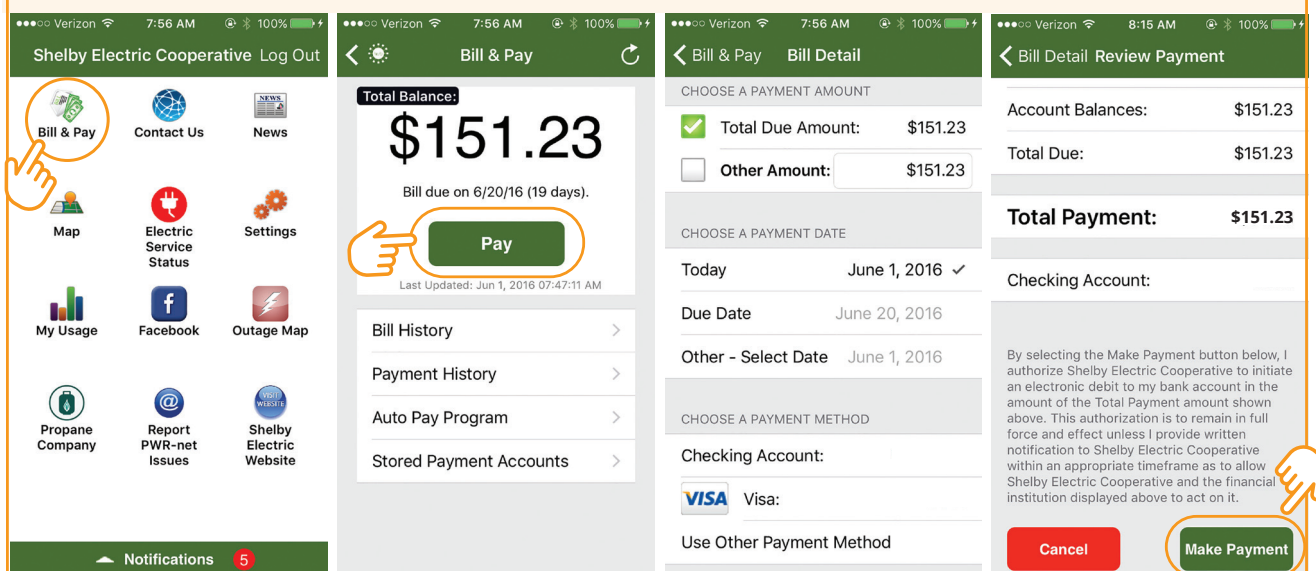 Verizon 7:56 AM 100%
Shelby Electric Cooperative Log Out
Bill & Pay
Contact Us
NEWS
News
Map
Electric
Service
Status
Settings
My Usage
f
Facebook
Outage Map
Propane
Company
@
Report
PWR-net
Issues
VISIT
WEBSITE
Shelby
Electric
Website
Notifications 5
Verizon 7:56 AM 100%
Bill & Pay
Total Balance:
$151.23
Bill due on 6/20/16 (19 days).
Pay
Last Updated: Jun 1, 2016 07:47:11 AM
Bill History
Payment History
Auto Pay Program
Stored Payment Accounts
Verizon 7:56 AM 100%
Bill & Pay Bill Detail
CHOOSE A PAYMENT AMOUNT
Total Due Amount: $151.23
Other Amount: $151.23
CHOOSE A PAYMENT DATE
Today June 1, 2016
Due Date June 20, 2016
Other - Select Date June 1, 2016
CHOOSE A PAYMENT METHOD
Checking Account:
VISA Visa:
Use Other Payment Method
Verizon 8:15 AM 100%
Bill Detail Review Payment
Account Balances: $151.23
Total Due: $151.23
Total Payment: $151.23
Checking Account:
By selecting the Make Payment button below, I
authorize Shelby Electric Cooperative to initiate
an electronic debit to my bank account in the
amount of the Total Payment amount shown
above. This authorization is to remain in full
force and effect unless I provide written
notification to Shelby Electric Cooperative
within an appropriate timeframe as to allow
Shelby Electric Cooperative and the financial
institution displayed above to act on it.
Cancel
Make Payment